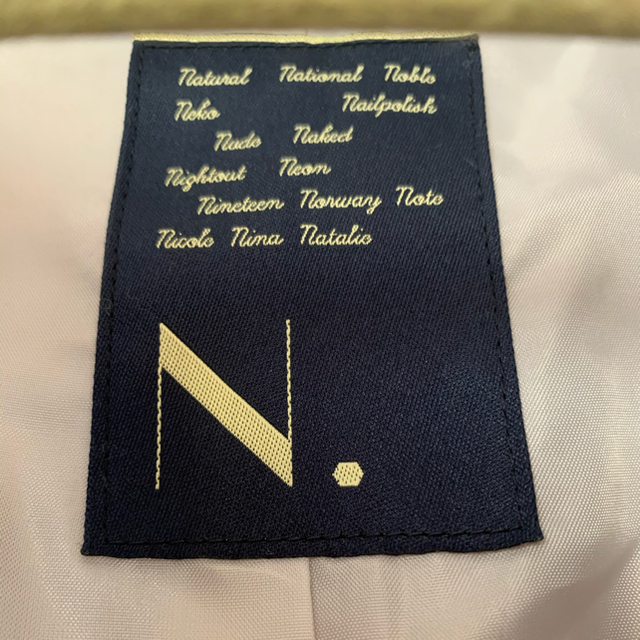 Natural National Noble
Neko Nailpolish
Nude Naked
Nightout Neon
Nineteen Norway Note
Nicole Nina Natalie
N.